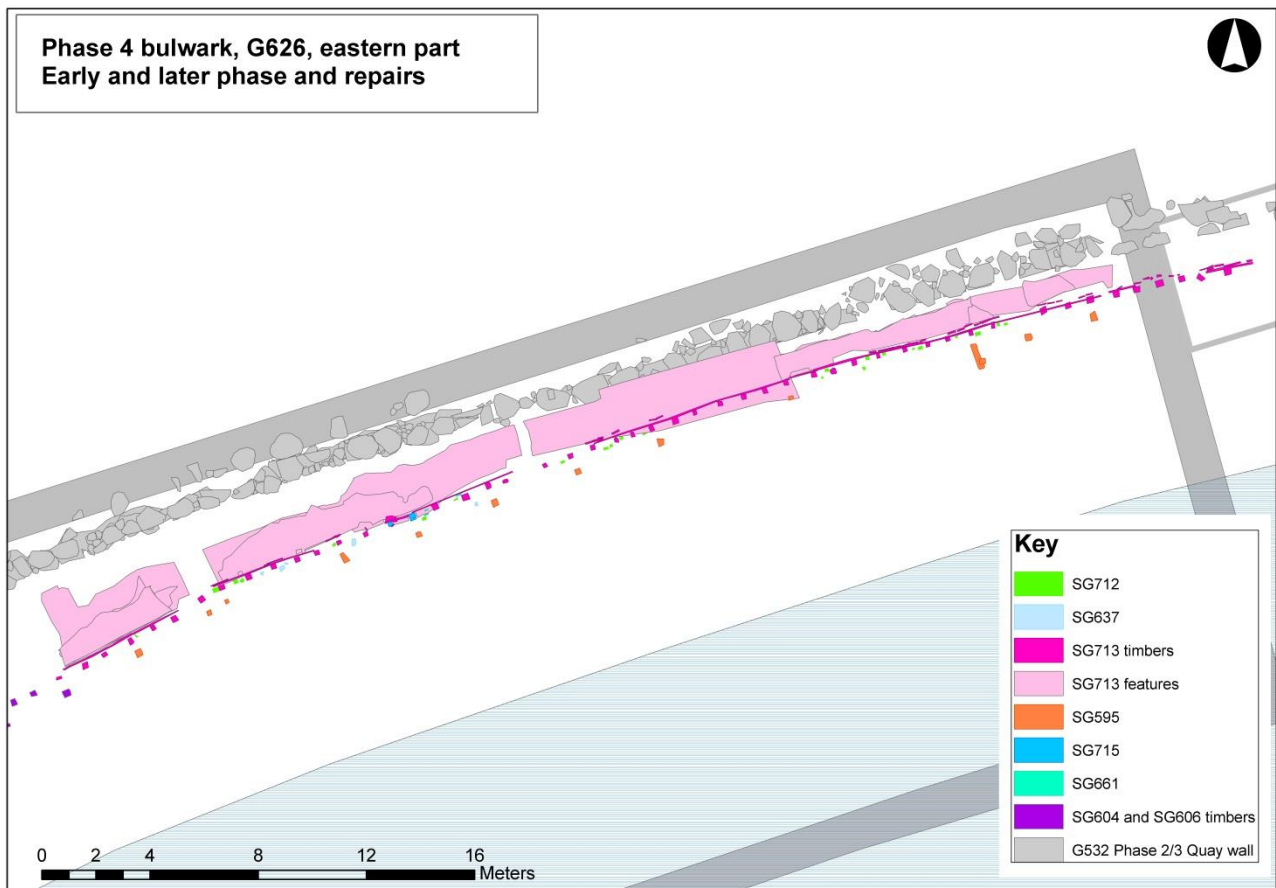 Phase 4 bulwark, G626, eastern part
Early and later phase and repairs
Key
SG712
SG637
SG713 timbers
SG713 features
SG595
SG715
SG661
SG604 and SG606 timbers
G532 Phase 2/3 Quay wall
0 2 4 8 12 16
Meters